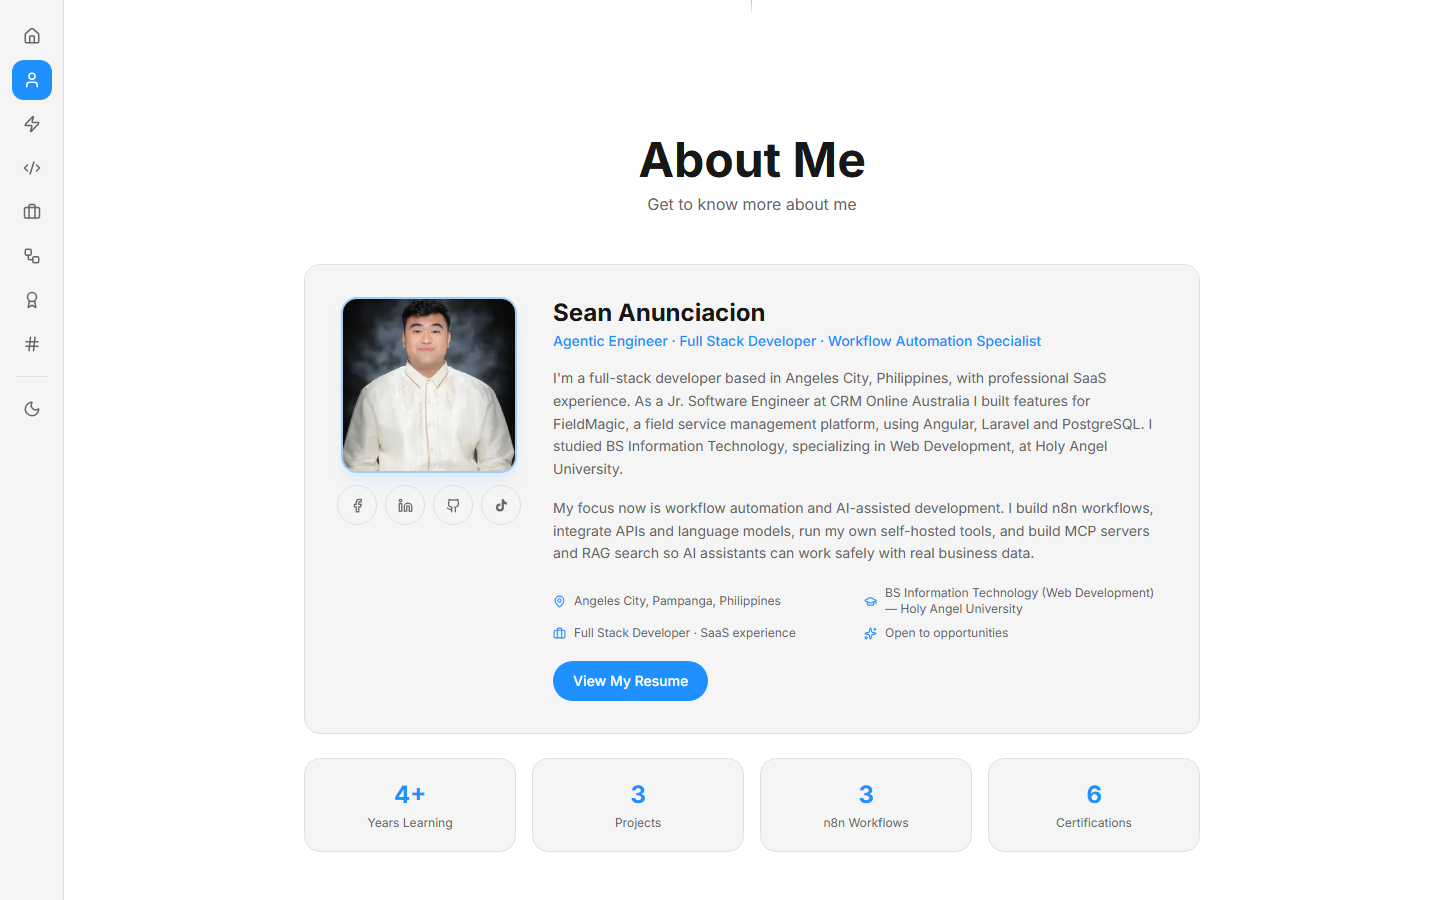 About Me
Get to know more about me
Sean Anunciacion
Agentic Engineer · Full Stack Developer · Workflow Automation Specialist
I'm a full-stack developer based in Angeles City, Philippines, with professional SaaS
experience. As a Jr. Software Engineer at CRM Online Australia I built features for
FieldMagic, a field service management platform, using Angular, Laravel and PostgreSQL. I
studied BS Information Technology, specializing in Web Development, at Holy Angel
University.
My focus now is workflow automation and AI-assisted development. I build n8n workflows,
integrate APIs and language models, run my own self-hosted tools, and build MCP servers
and RAG search so AI assistants can work safely with real business data.
Angeles City, Pampanga, Philippines
BS Information Technology (Web Development)
— Holy Angel University
Full Stack Developer · SaaS experience
Open to opportunities
View My Resume
4+
Years Learning
3
Projects
3
n8n Workflows
6
Certifications